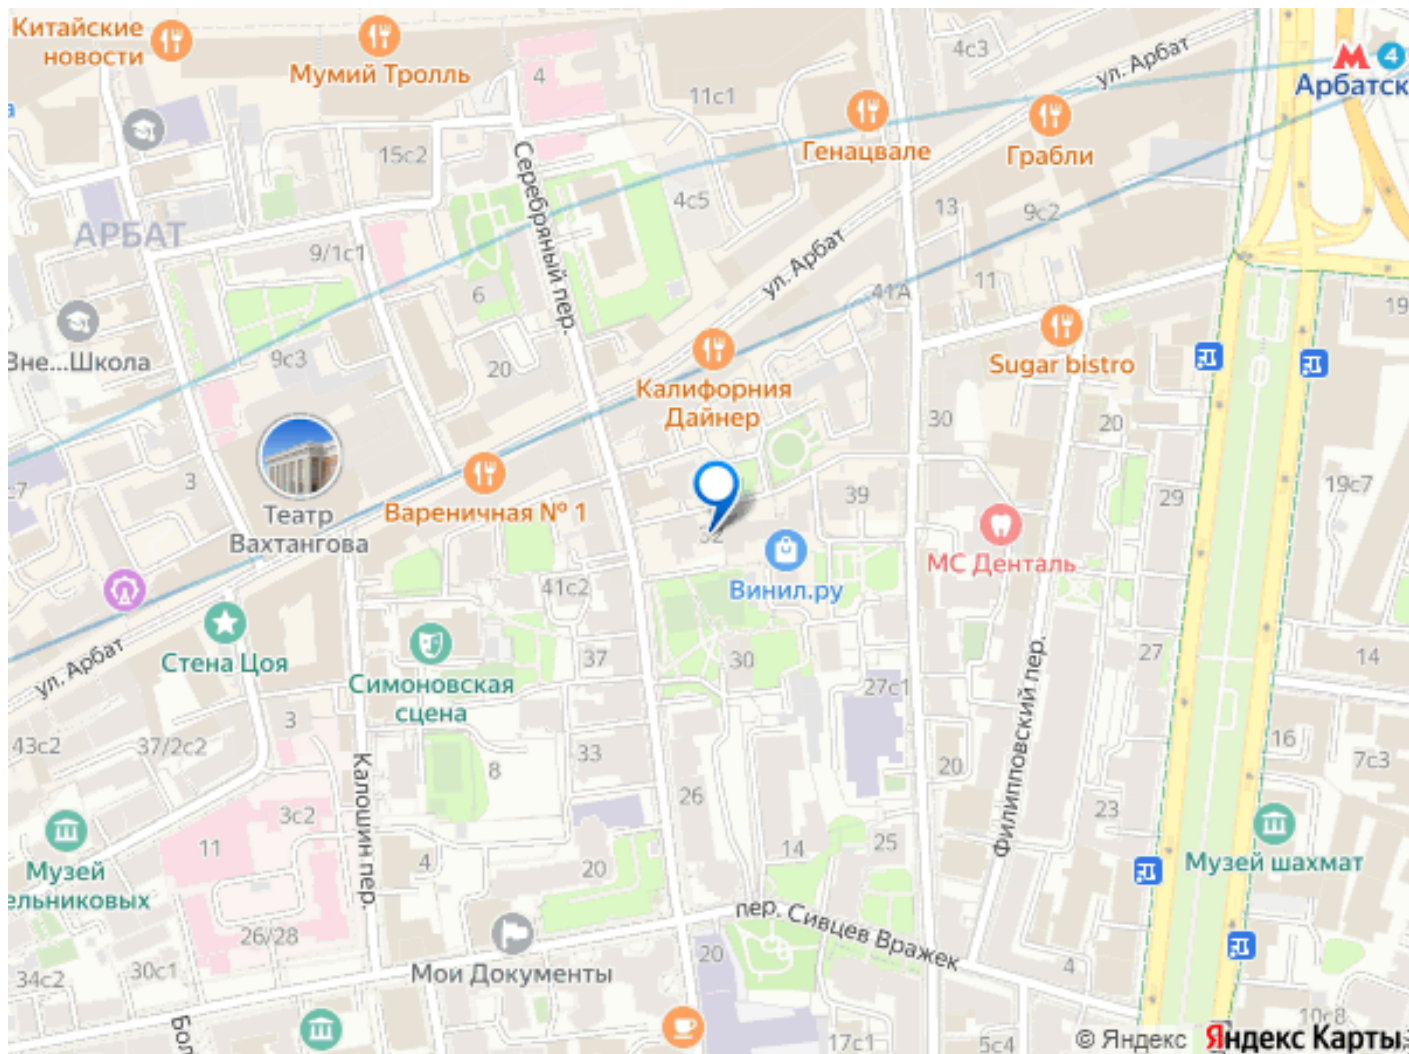 Китайские
новости
Мумий Тролль
4
4с3
ул. Арбат
4
Арбатск
11с1
Генацвале
Грабли
15с2
Серебряный пер.
4с5
13
9с2
АРБАТ
9/1с1
ул. Арбат
11
6
41А
19
Вне...Школа
9с3
20
Калифорния
Дайнер
Sugar bistro
30
20
3
39
29
19с7
Театр
Вахтангова
Вареничная № 1
32
МС Денталь
Винил.ру
41с2
ул. Арбат
Стена Цоя
Симоновская
сцена
37
30
27с1
27
14
Филипповский пер.
43с2
37/2с2
3
33
8
16
7с3
20
Калошин пер.
26
3с2
23
11
4
20
14
25
Музей
ельниковых
Музей шахмат
пер. Сивцев Вражек
26/28
Мои Документы
20
4
34с2
30с1
Бол
17с1
5с4
10с8
© Яндекс Яндекс Карты